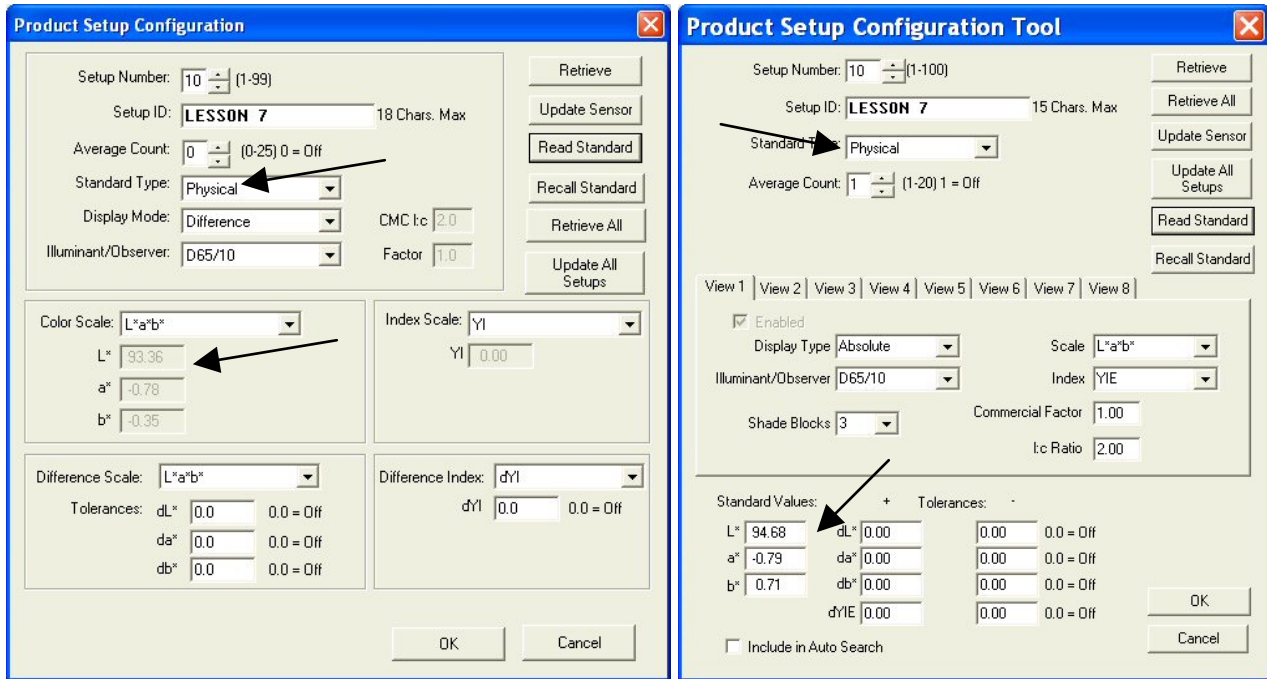 Product Setup Configuration
Setup Number: 10 (1-99)
Retrieve
Setup ID: LESSON 7 18 Chars. Max
Update Sensor
Average Count: 0 (0-25) 0 = Off
Read Standard
Standard Type: Physical
Recall Standard
Display Mode: Difference CMC l:c 2.0
Retrieve All
Illuminant/Observer: D65/10 Factor 1.0
Update All
Setups
Color Scale: L*a*b*
L* 93.36
a* -0.78
b* -0.35
Index Scale: YI
YI 0.00
Difference Scale: L*a*b*
Tolerances: dL* 0.0 0.0 = Off
da* 0.0 0.0 = Off
db* 0.0 0.0 = Off
Difference Index: dYI
dYI 0.0 0.0 = Off
OK Cancel
Product Setup Configuration Tool
Setup Number: 10 (1-100)
Retrieve
Setup ID: LESSON 7 15 Chars. Max
Retrieve All
Standard Physical
Update Sensor
Average Count: 1 (1-20) 1 = Off
Update All
Setups
Read Standard
Recall Standard
View 1 View 2 View 3 View 4 View 5 View 6 View 7 View 8
Enabled
Display Type Absolute Scale L*a*b*
Illuminant/Observer D65/10 Index YIE
Shade Blocks 3 Commercial Factor 1.00
l:c Ratio 2.00
Standard Values: + Tolerances: -
L* 94.68 dL* 0.00 0.00 0.0 = Off
a* -0.79 da* 0.00 0.00 0.0 = Off
b* 0.71 db* 0.00 0.00 0.0 = Off
dYIE 0.00 0.00 0.0 = Off
OK
Include in Auto Search
Cancel